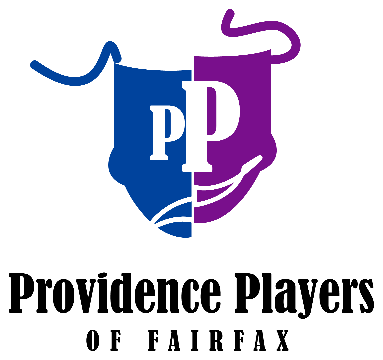 PP
Providence Players
OF FAIRFAX